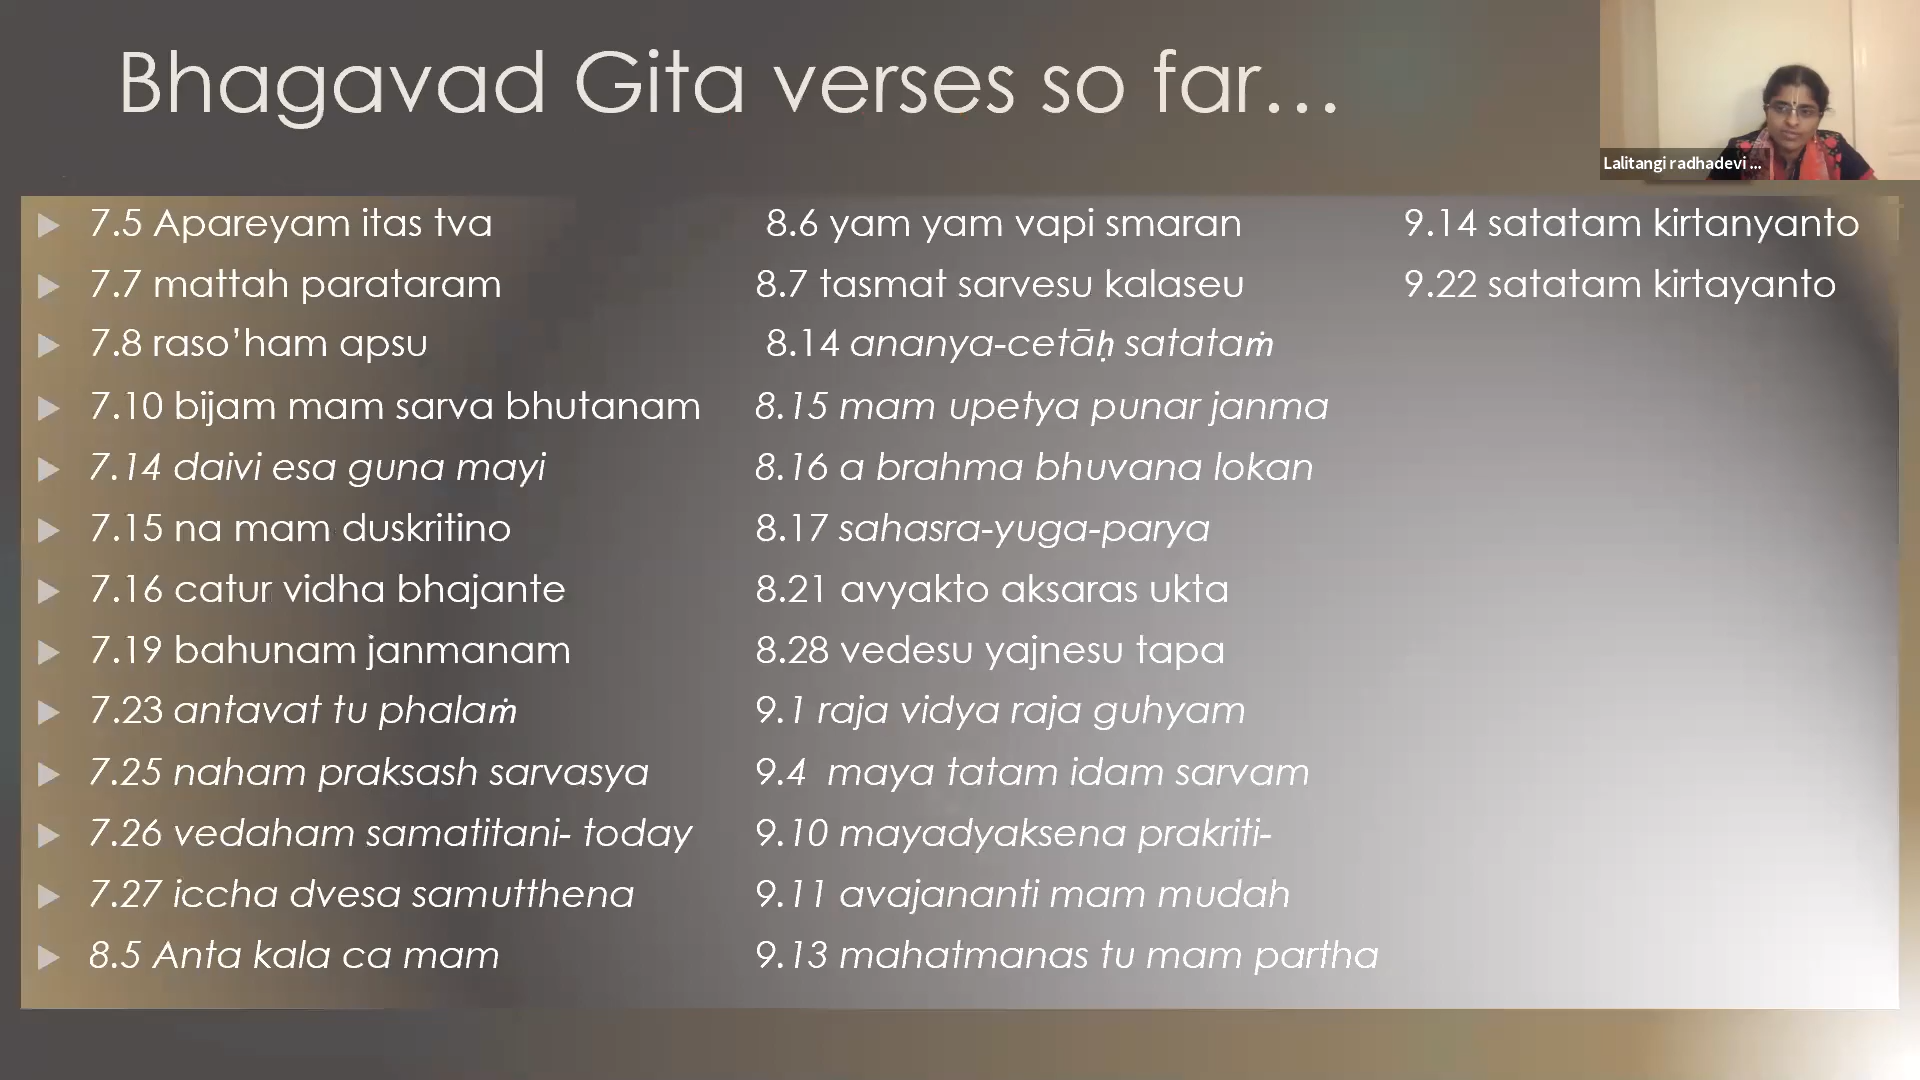 Bhagavad Gita verses so far...
Lalitangi radhadevi ...
7.5 Apareyam itas tva
7.7 mattah parataram
7.8 raso’ham apsu
7.10 bijam mam sarva bhutanam
7.14 daivi esa guna mayi
7.15 na mam duskritino
7.16 catur vidha bhajante
7.19 bahunam janmanam
7.23 antavat tu phalaṁ
7.25 naham praksash sarvasya
7.26 vedaham samatitani- today
7.27 iccha dvesa samutthena
8.5 Anta kala ca mam
8.6 yam yam vapi smaran
8.7 tasmat sarvesu kalaseu
8.14 ananya-cetāḥ satataṁ
8.15 mam upetya punar janma
8.16 a brahma bhuvana lokan
8.17 sahasra-yuga-parya
8.21 avyakto aksaras ukta
8.28 vedesu yajnesu tapa
9.1 raja vidya raja guhyam
9.4 maya tatam idam sarvam
9.10 mayadyaksena prakriti-
9.11 avajananti mam mudah
9.13 mahatmanas tu mam partha
9.14 satatam kirtanyanto
9.22 satatam kirtayanto